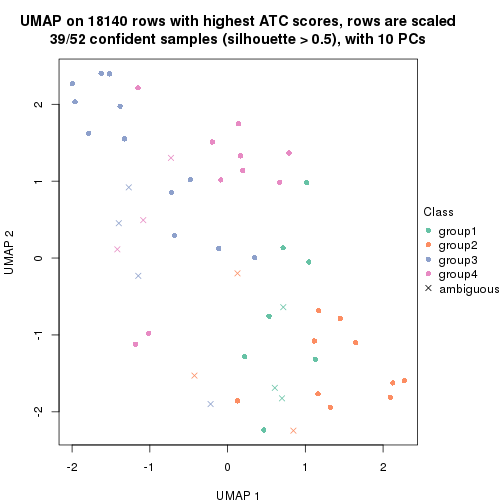 UMAP on 18140 rows with highest ATC scores, rows are scaled
39/52 confident samples (silhouette > 0.5), with 10 PCs
2
1
0
-1
-2
UMAP 2
-2
-1
0
1
2
UMAP 1
Class
group1
group2
group3
group4
ambiguous